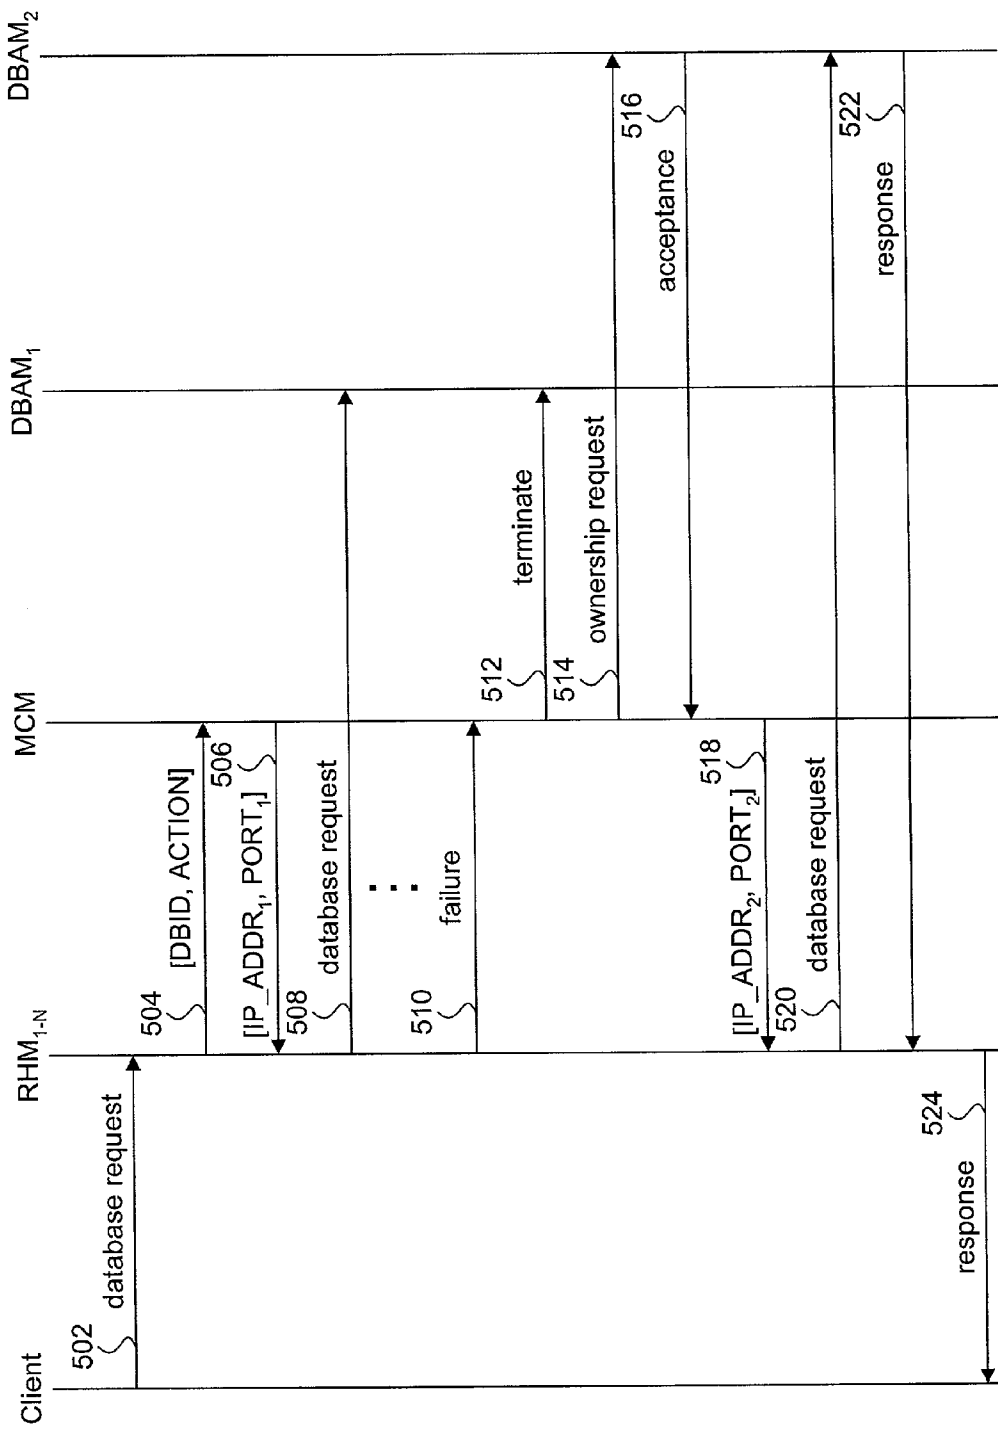 Client
RHM1-N
MCM
DBAM1
DBAM2
502
database request
504
[DBID, ACTION]
[IP_ADDR1, PORT1]
506
508
database request
510
failure
512
terminate
514
ownership request
acceptance
516
[IP_ADDR2, PORT2]
518
520
database request
response
522
response
524